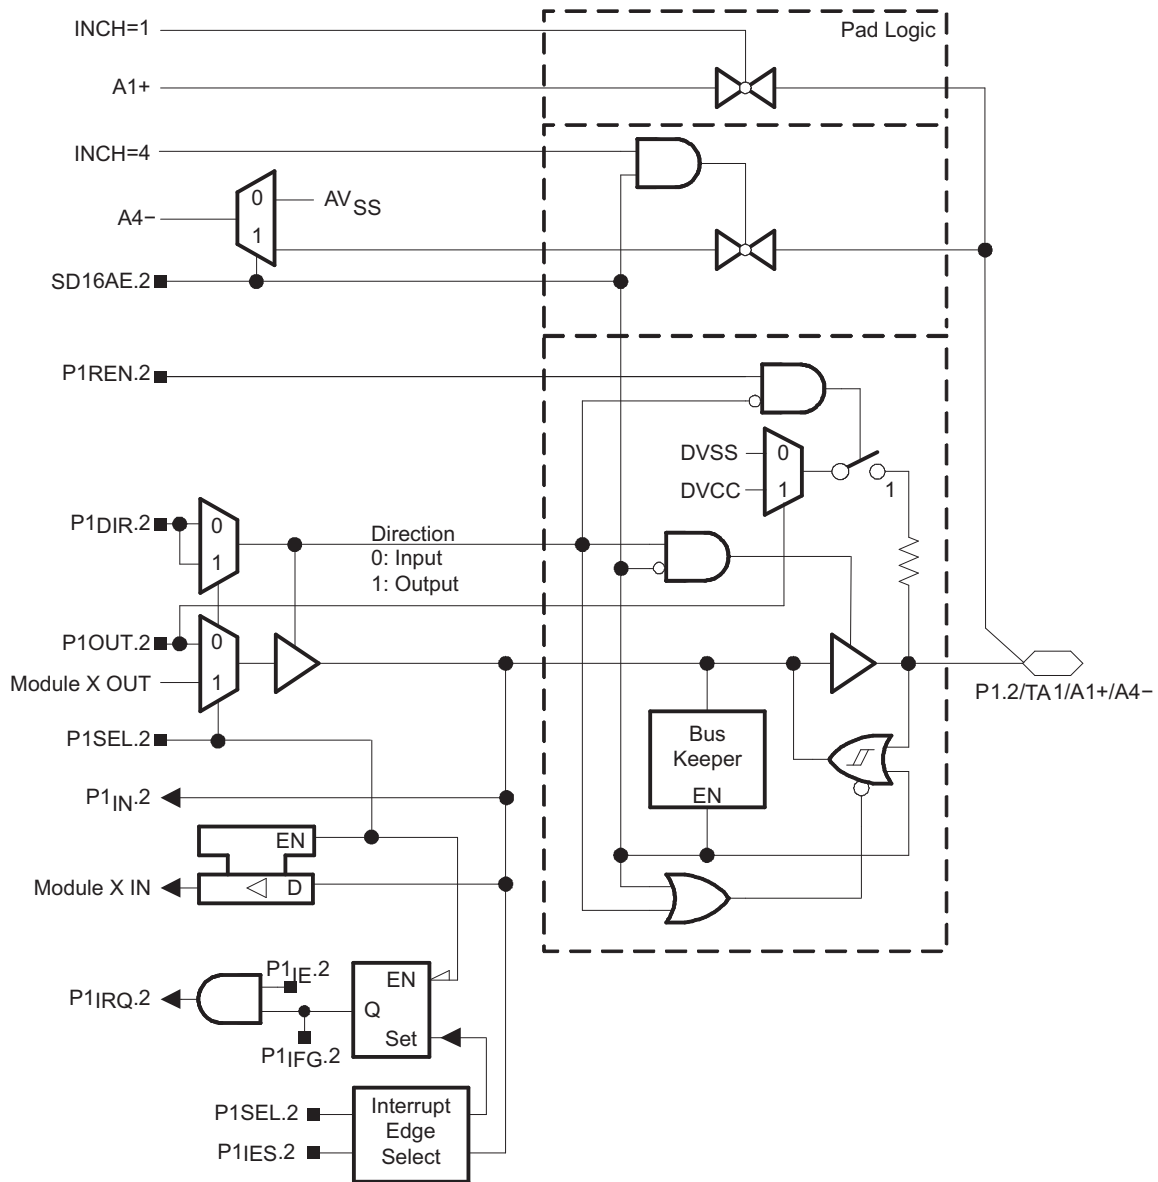 INCH=1
Pad Logic
A1+
INCH=4
0
AVSS
A4−
1
SD16AE.2
P1REN.2
DVSS
0
DVCC
1
1
P1DIR.2
0
1
Direction
0: Input
1: Output
P1OUT.2
0
Module X OUT
1
P1.2/TA1/A1+/A4−
P1SEL.2
Bus
Keeper
EN
P1IN.2
EN
Module X IN
D
P1IE.2
P1IRQ.2
EN
Q
Set
P1IFG.2
P1SEL.2
P1IES.2
Interrupt
Edge
Select